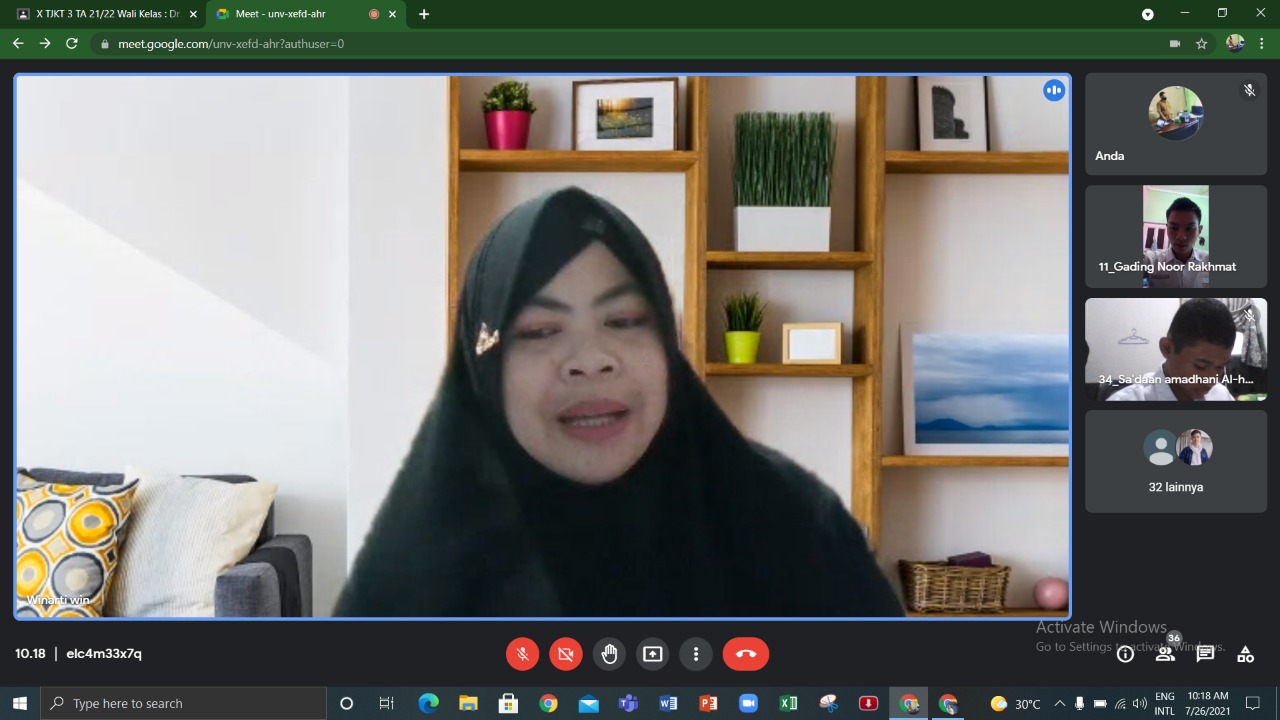 X TJKT 3 TA 21/22 Wali Kelas : Dr
Meet - unv-xefd-ahr
meet.google.com/unv-xefd-ahr?authuser=0
Anda
11_Gading Noor Rakhmat
34_Sa'daan amadhani Al-h...
32 lainnya
Winarti win
Activate Windows
Go to Settings to activate Windows.
10.18 | elc4m33x7q
36
Type here to search
30°C
ENG
INTL
10:18 AM
7/26/2021